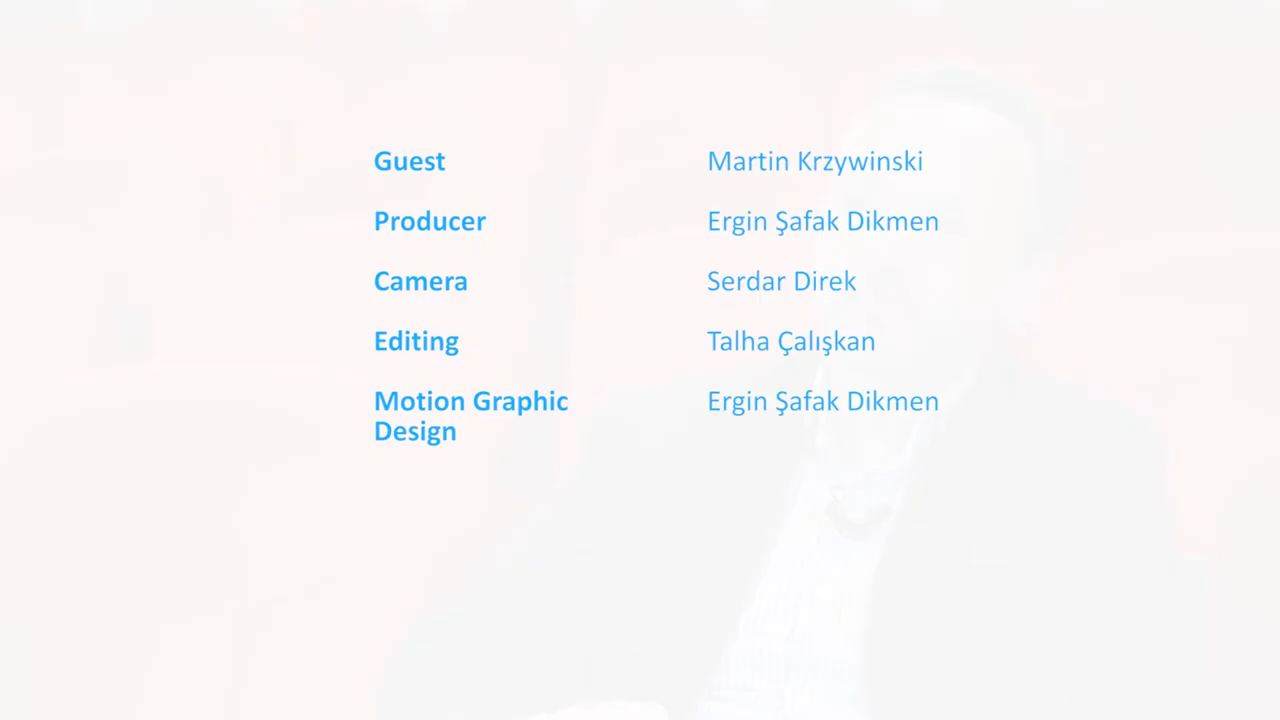 Guest Martin Krzywinski
Producer Ergin Şafak Dikmen
Camera Serdar Direk
Editing Talha Çalışkan
Motion Graphic Ergin Şafak Dikmen
Design